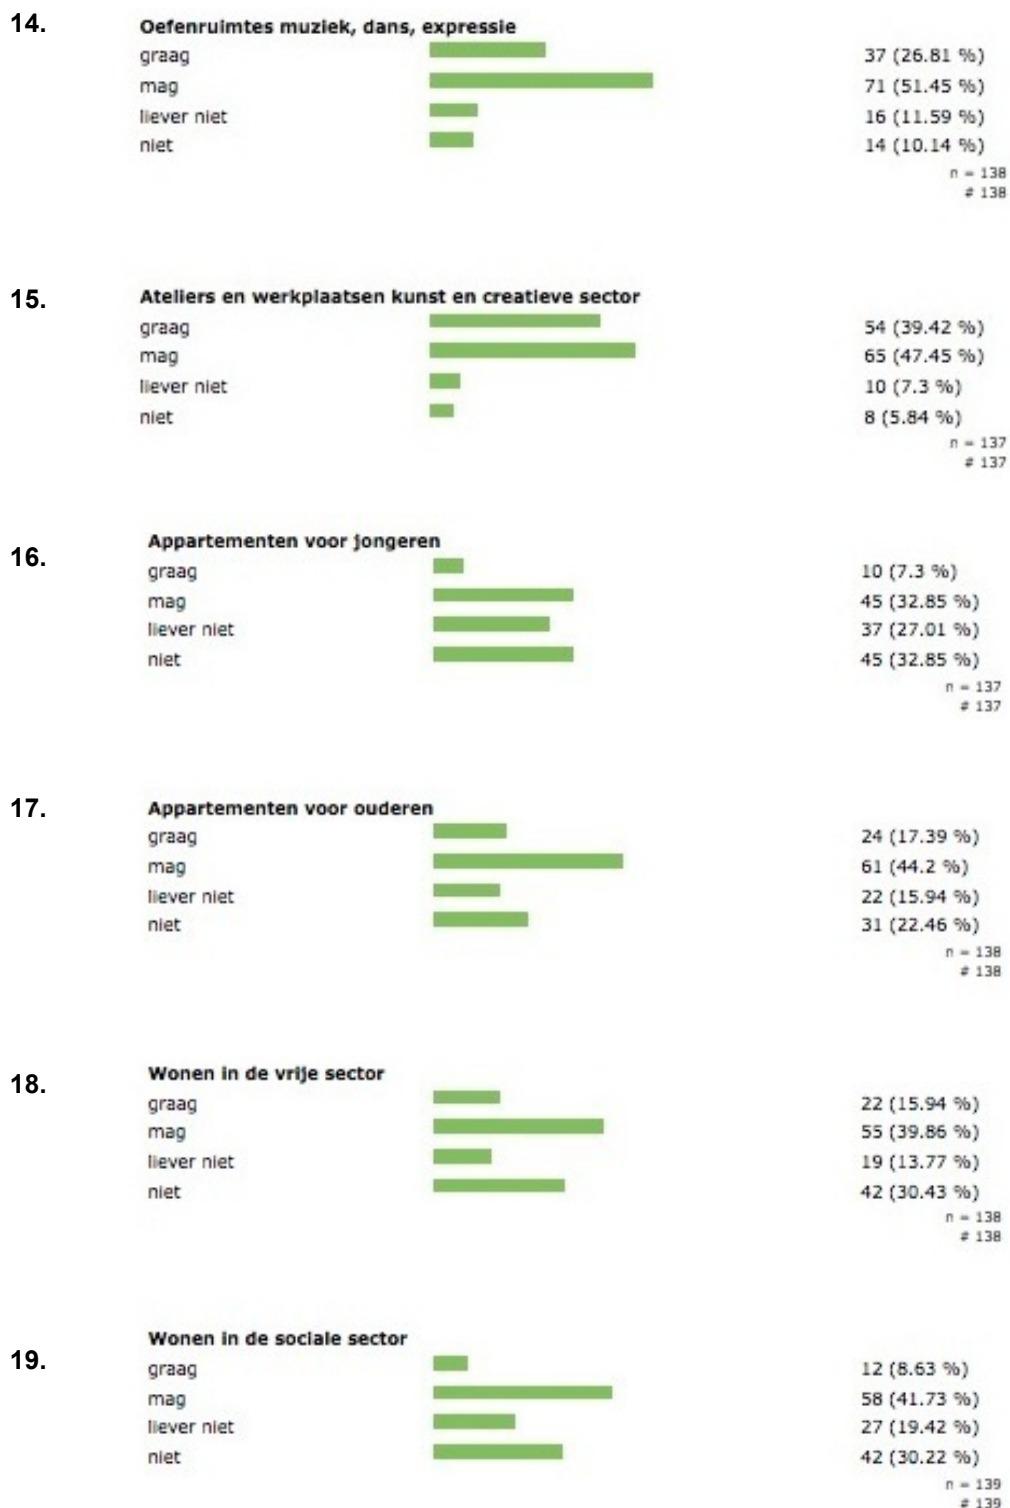 14.
Oefenruimtes muziek, dans, expressie
graag 37 (26.81 %)
mag 71 (51.45 %)
liever niet 16 (11.59 %)
niet 14 (10.14 %)
n = 138
# 138
15.
Ateliers en werkplaatsen kunst en creatieve sector
graag 54 (39.42 %)
mag 65 (47.45 %)
liever niet 10 (7.3 %)
niet 8 (5.84 %)
n = 137
# 137
16.
Appartementen voor jongeren
graag 10 (7.3 %)
mag 45 (32.85 %)
liever niet 37 (27.01 %)
niet 45 (32.85 %)
n = 137
# 137
17.
Appartementen voor ouderen
graag 24 (17.39 %)
mag 61 (44.2 %)
liever niet 22 (15.94 %)
niet 31 (22.46 %)
n = 138
# 138
18.
Wonen in de vrije sector
graag 22 (15.94 %)
mag 55 (39.86 %)
liever niet 19 (13.77 %)
niet 42 (30.43 %)
n = 138
# 138
19.
Wonen in de sociale sector
graag 12 (8.63 %)
mag 58 (41.73 %)
liever niet 27 (19.42 %)
niet 42 (30.22 %)
n = 139
# 139